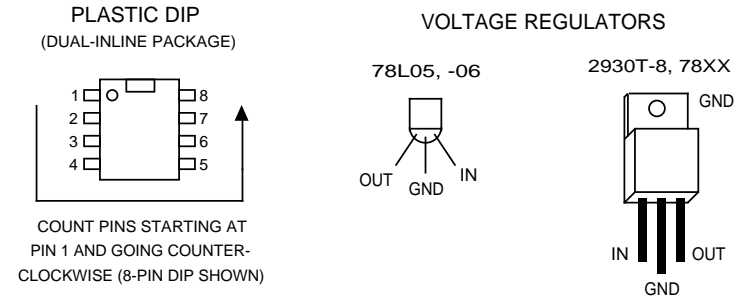 PLASTIC DIP
(DUAL-INLINE PACKAGE)
1 8
2 7
3 6
4 5
COUNT PINS STARTING AT
PIN 1 AND GOING COUNTER-
CLOCKWISE (8-PIN DIP SHOWN)
VOLTAGE REGULATORS
78L05, -06
OUT
GND
IN
2930T-8, 78XX
GND
IN
OUT
GND